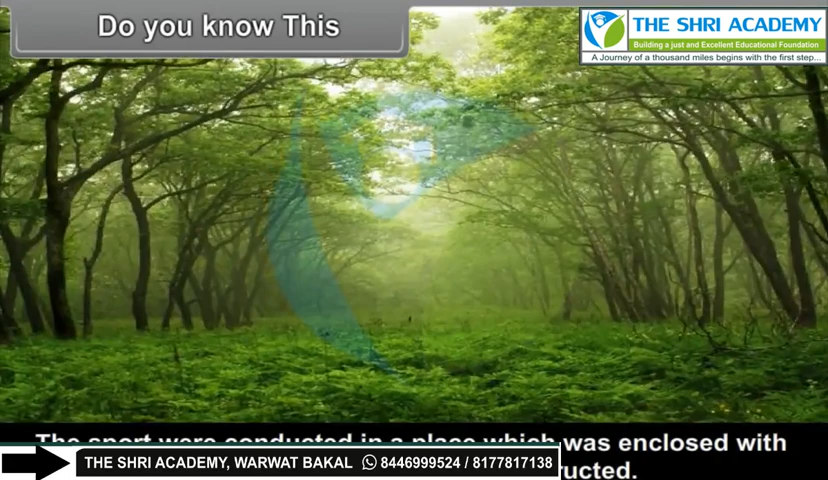 Do you know This
THE SHRI ACADEMY
Building a just and Excellent Educational Foundation
A Journey of a thousand miles begins with the first step...
The sport were conducted in a place which was enclosed with
THE SHRI ACADEMY, WARWAT BAKAL 8446999524 / 8177817138